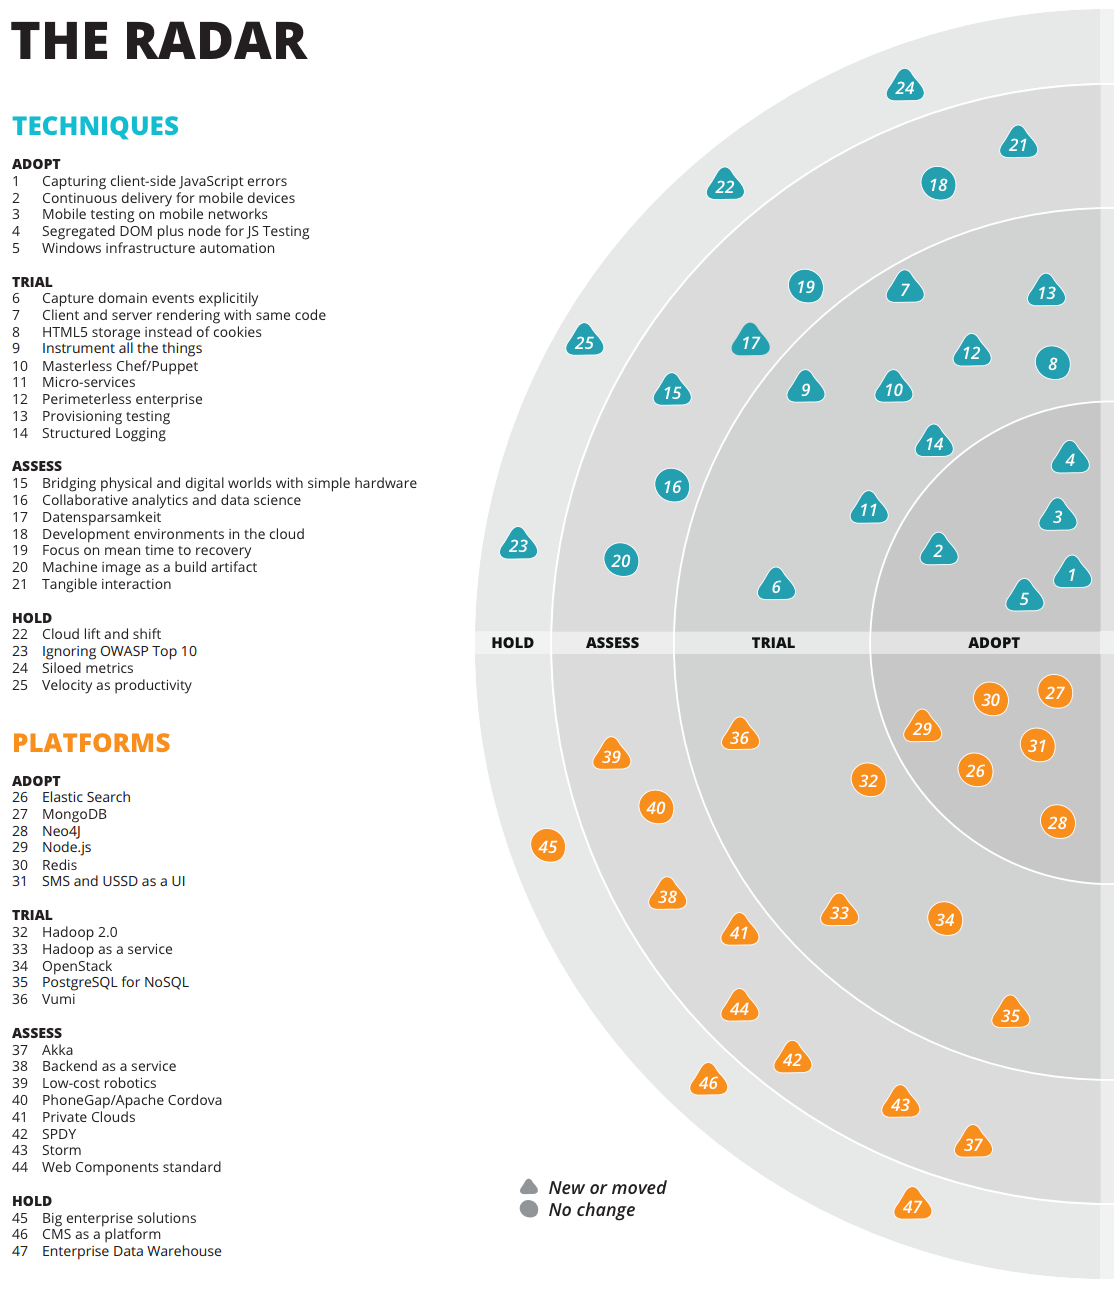 THE RADAR
TECHNIQUES
ADOPT
1 Capturing client-side JavaScript errors
2 Continuous delivery for mobile devices
3 Mobile testing on mobile networks
4 Segregated DOM plus node for JS Testing
5 Windows infrastructure automation
TRIAL
6 Capture domain events explicitily
7 Client and server rendering with same code
8 HTML5 storage instead of cookies
9 Instrument all the things
10 Masterless Chef/Puppet
11 Micro-services
12 Perimeterless enterprise
13 Provisioning testing
14 Structured Logging
ASSESS
15 Bridging physical and digital worlds with simple hardware
16 Collaborative analytics and data science
17 Datensparsamkeit
18 Development environments in the cloud
19 Focus on mean time to recovery
20 Machine image as a build artifact
21 Tangible interaction
HOLD
22 Cloud lift and shift
23 Ignoring OWASP Top 10
24 Siloed metrics
25 Velocity as productivity
PLATFORMS
ADOPT
26 Elastic Search
27 MongoDB
28 Neo4J
29 Node.js
30 Redis
31 SMS and USSD as a UI
TRIAL
32 Hadoop 2.0
33 Hadoop as a service
34 OpenStack
35 PostgreSQL for NoSQL
36 Vumi
ASSESS
37 Akka
38 Backend as a service
39 Low-cost robotics
40 PhoneGap/Apache Cordova
41 Private Clouds
42 SPDY
43 Storm
44 Web Components standard
HOLD
45 Big enterprise solutions
46 CMS as a platform
47 Enterprise Data Warehouse
24
21
22
18
19
7
13
25
17
12
8
15
9
10
14
4
16
11
3
23
20
2
6
1
5
HOLD ASSESS TRIAL ADOPT
30
27
29
36
39
31
26
32
40
28
45
38
33
34
41
44
35
42
46
43
37
47
New or moved
No change